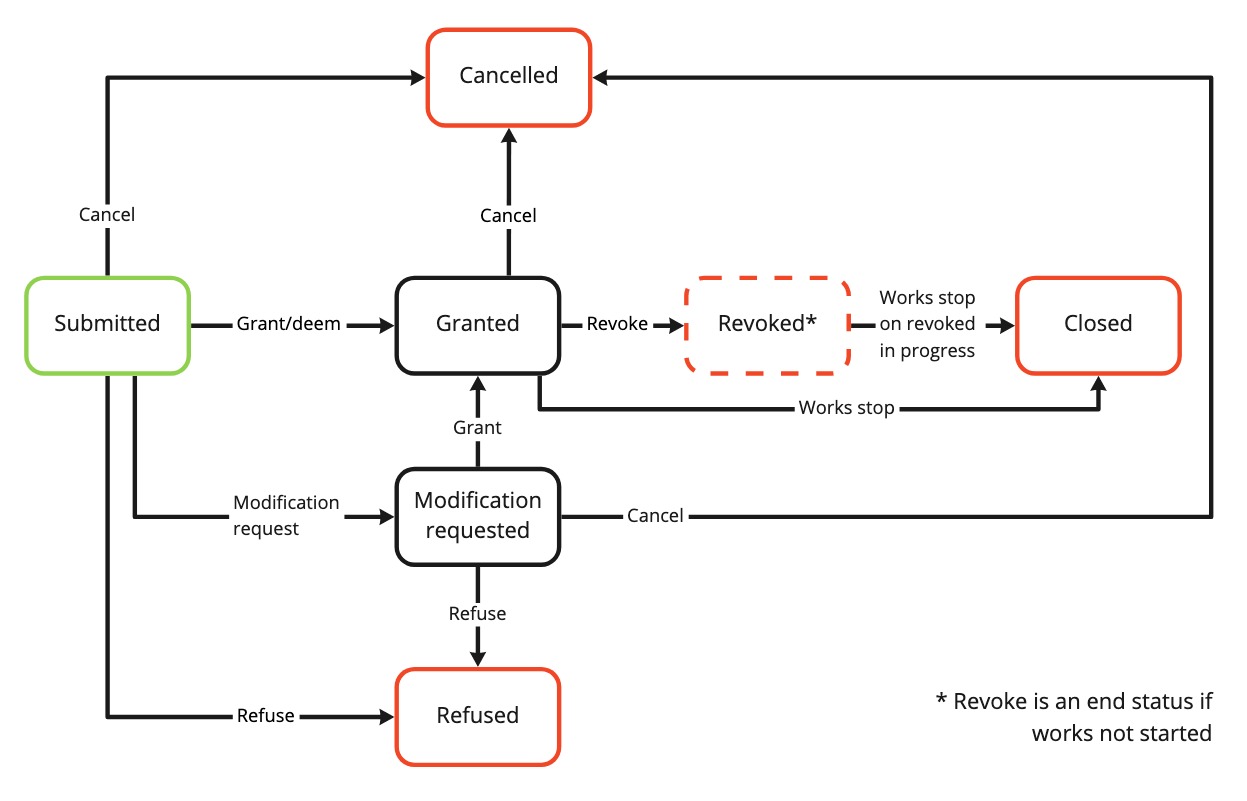 Cancelled
Cancel
Cancel
Submitted
Grant/deem
Granted
Revoke
Revoked*
Works stop
on revoked
in progress
Closed
Works stop
Grant
Modification
request
Modification
requested
Cancel
Refuse
Refuse
Refused
* Revoke is an end status if
works not started